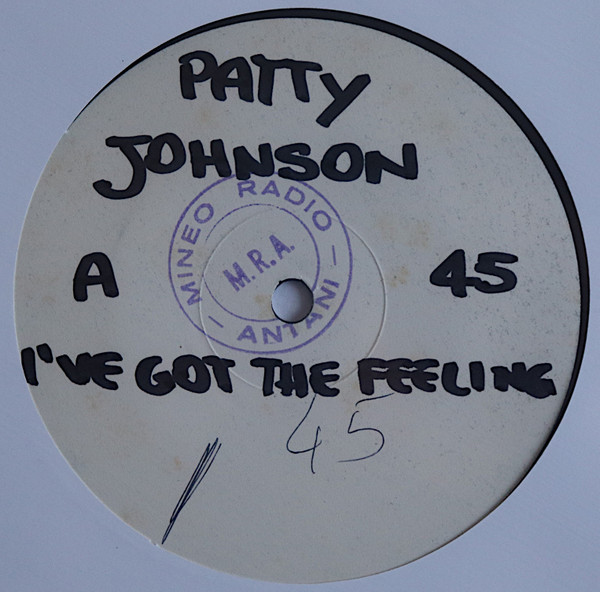 PATTY
JOHNSON
MINEO RADIO
M.R.A.
ANTANI
A 45
I'VE GOT THE FEELING
45